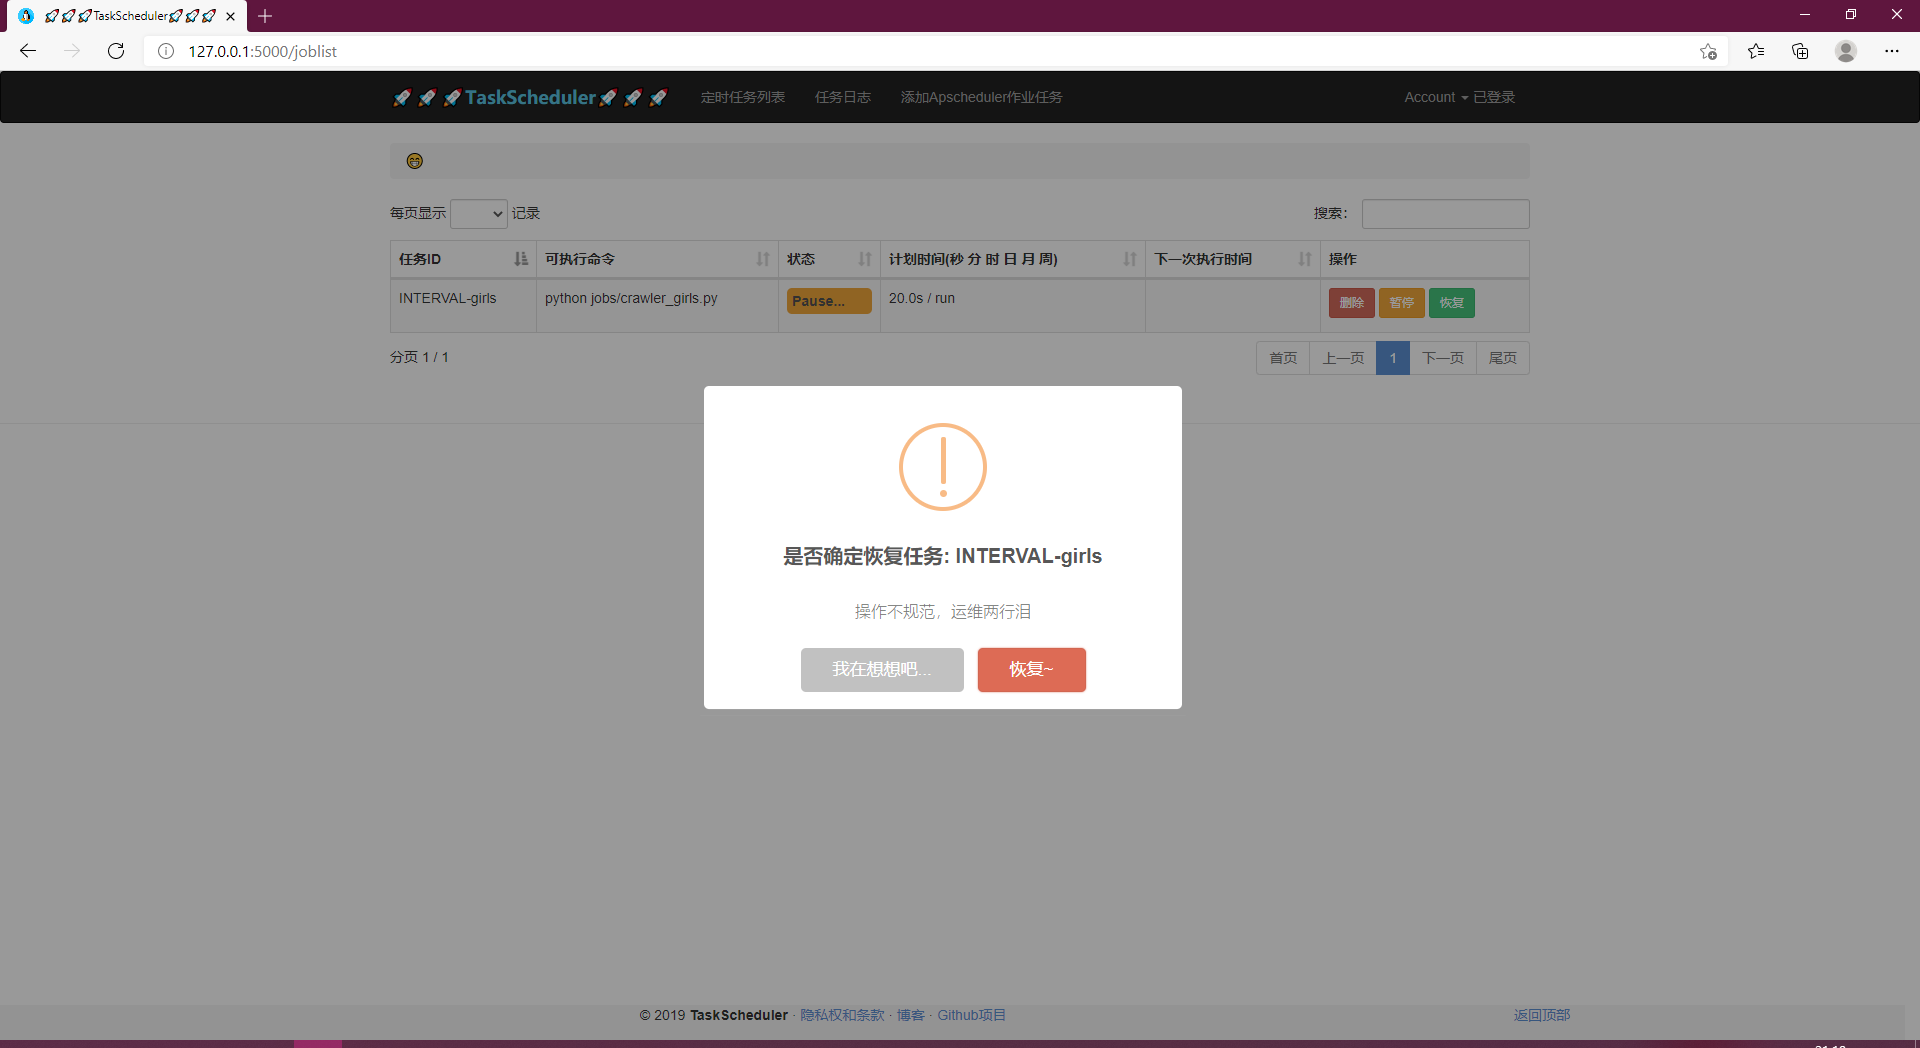 🚀🚀🚀TaskScheduler🚀🚀🚀
127.0.0.1:5000/joblist
🚀🚀🚀TaskScheduler🚀🚀🚀 定时任务列表 任务日志 添加Apscheduler作业任务 Account 已登录
😄
每页显示 记录 搜索:
任务ID 可执行命令 状态 计划时间(秒 分 时 日 月 周) 下一次执行时间 操作
INTERVAL-girls python jobs/crawler_girls.py Pause... 20.0s / run 删除 暂停 恢复
分页 1 / 1 首页 上一页 1 下一页 尾页
是否确定恢复任务: INTERVAL-girls
操作不规范，运维两行泪
我在想想吧... 恢复~
© 2019 TaskScheduler · 隐私权和条款 · 博客 · Github项目 返回顶部